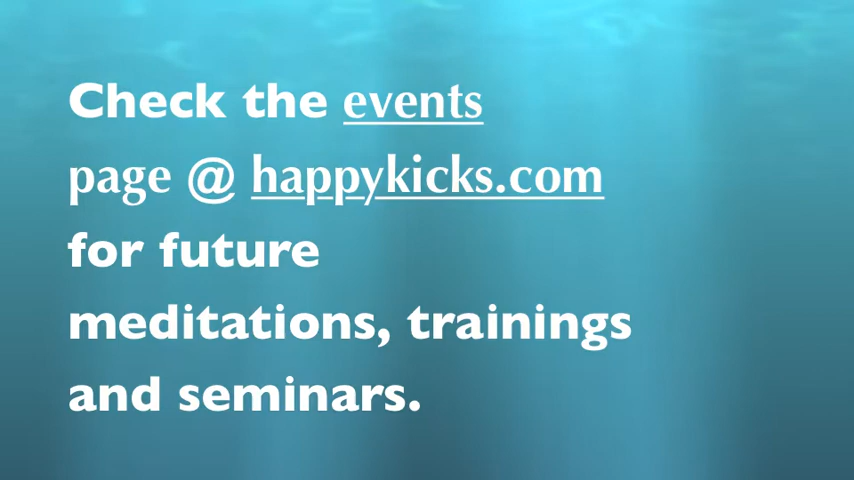 Check the events
page @ happykicks.com
for future
meditations, trainings
and seminars.